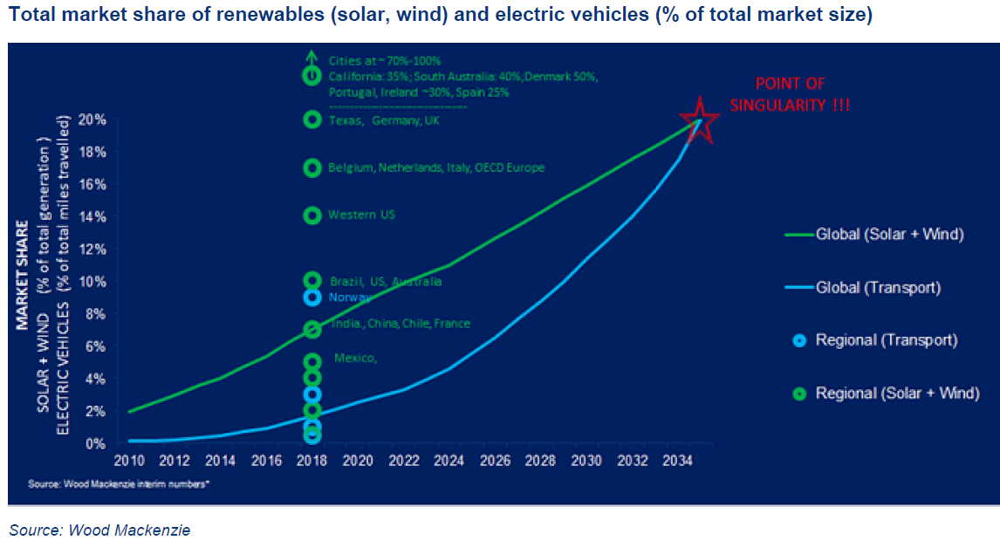 Total market share of renewables (solar, wind) and electric vehicles (% of total market size)
Cities at ~ 70%-100%
California: 35%; South Australia: 40%;Denmark 50%,
Portugal, Ireland ~30%, Spain 25%
Texas, Germany, UK
Belgium, Netherlands, Italy, OECD Europe
Western US
Brazil, US, Australia
Norway
India., China, Chile, France
Mexico,
POINT OF
SINGULARITY !!!
MARKET SHARE
SOLAR + WIND (% of total generation )
ELECTRIC VEHICLES (% of total miles travelled)
20%
18%
16%
14%
12%
10%
8%
6%
4%
2%
0%
2010 2012 2014 2016 2018 2020 2022 2024 2026 2028 2030 2032 2034
Global (Solar + Wind)
Global (Transport)
Regional (Transport)
Regional (Solar + Wind)
Source: Wood Mackenzie interim numbers*
Source: Wood Mackenzie